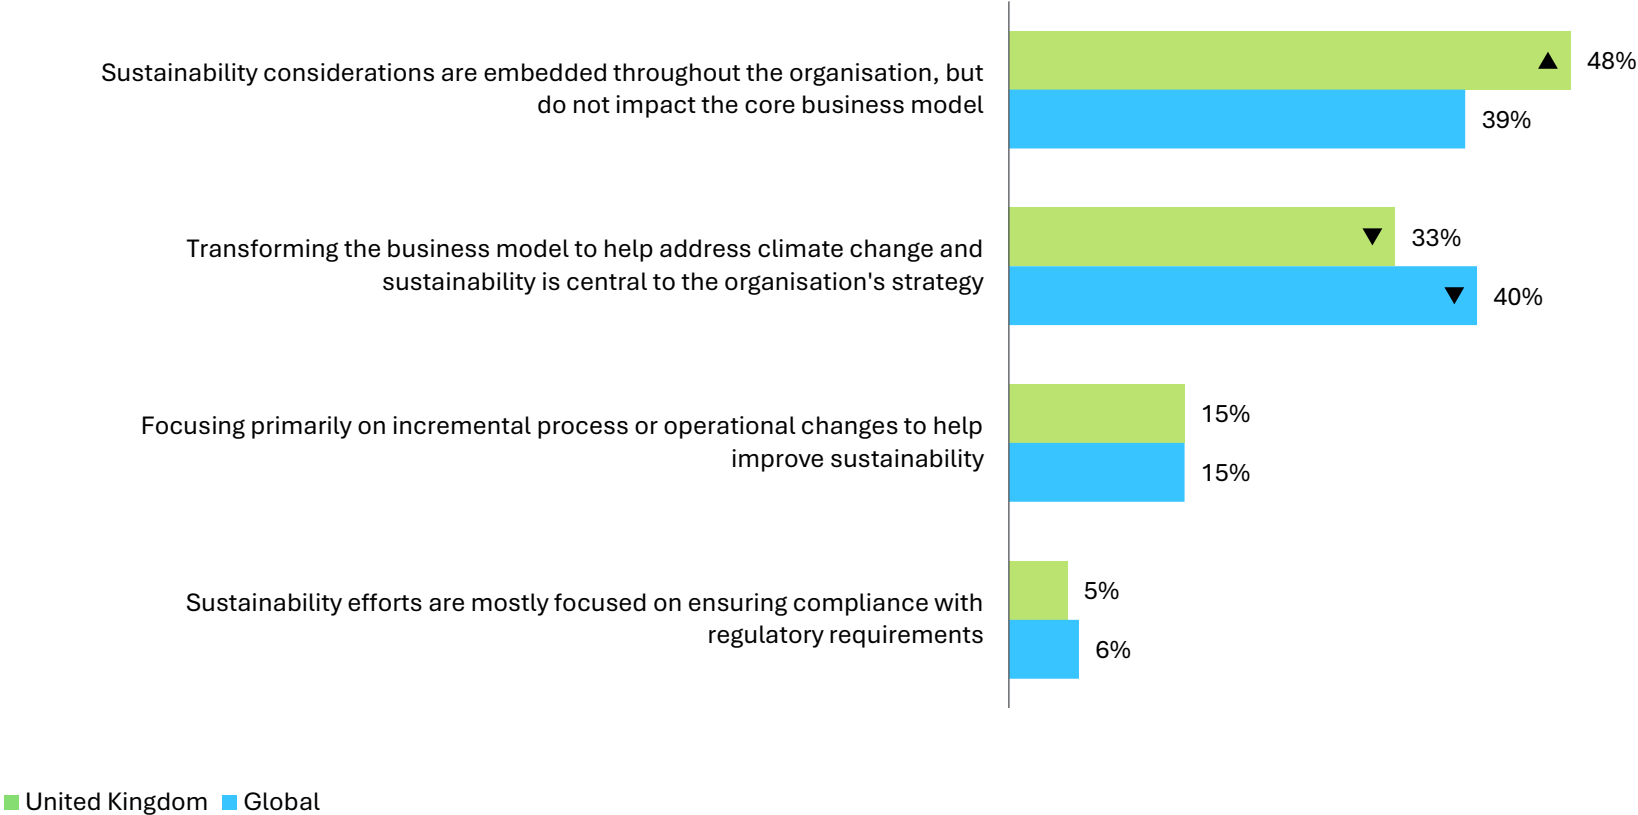 Sustainability considerations are embedded throughout the organisation, but
do not impact the core business model
48%
39%
Transforming the business model to help address climate change and
sustainability is central to the organisation's strategy
33%
40%
Focusing primarily on incremental process or operational changes to help
improve sustainability
15%
15%
Sustainability efforts are mostly focused on ensuring compliance with
regulatory requirements
5%
6%
United Kingdom Global